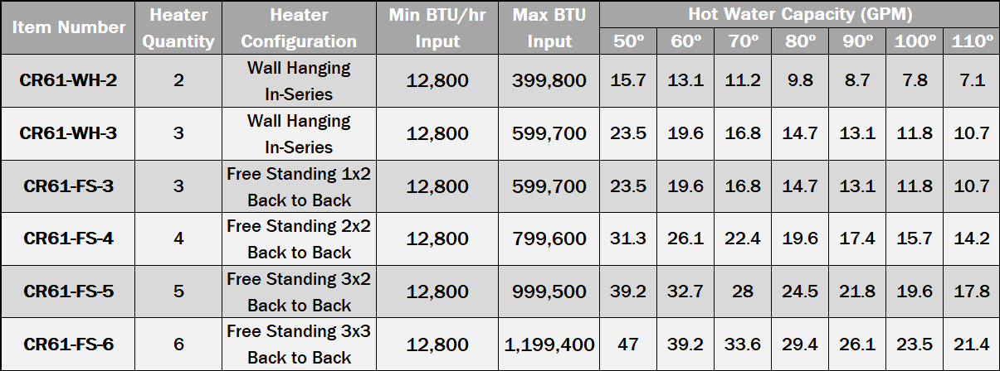 Item Number Heater Quantity Heater Configuration Min BTU/hr Input Max BTU Input Hot Water Capacity (GPM)
50º 60º 70º 80º 90º 100º 110º
CR61-WH-2 2 Wall Hanging In-Series 12,800 399,800 15.7 13.1 11.2 9.8 8.7 7.8 7.1
CR61-WH-3 3 Wall Hanging In-Series 12,800 599,700 23.5 19.6 16.8 14.7 13.1 11.8 10.7
CR61-FS-3 3 Free Standing 1x2 Back to Back 12,800 599,700 23.5 19.6 16.8 14.7 13.1 11.8 10.7
CR61-FS-4 4 Free Standing 2x2 Back to Back 12,800 799,600 31.3 26.1 22.4 19.6 17.4 15.7 14.2
CR61-FS-5 5 Free Standing 3x2 Back to Back 12,800 999,500 39.2 32.7 28 24.5 21.8 19.6 17.8
CR61-FS-6 6 Free Standing 3x3 Back to Back 12,800 1,199,400 47 39.2 33.6 29.4 26.1 23.5 21.4